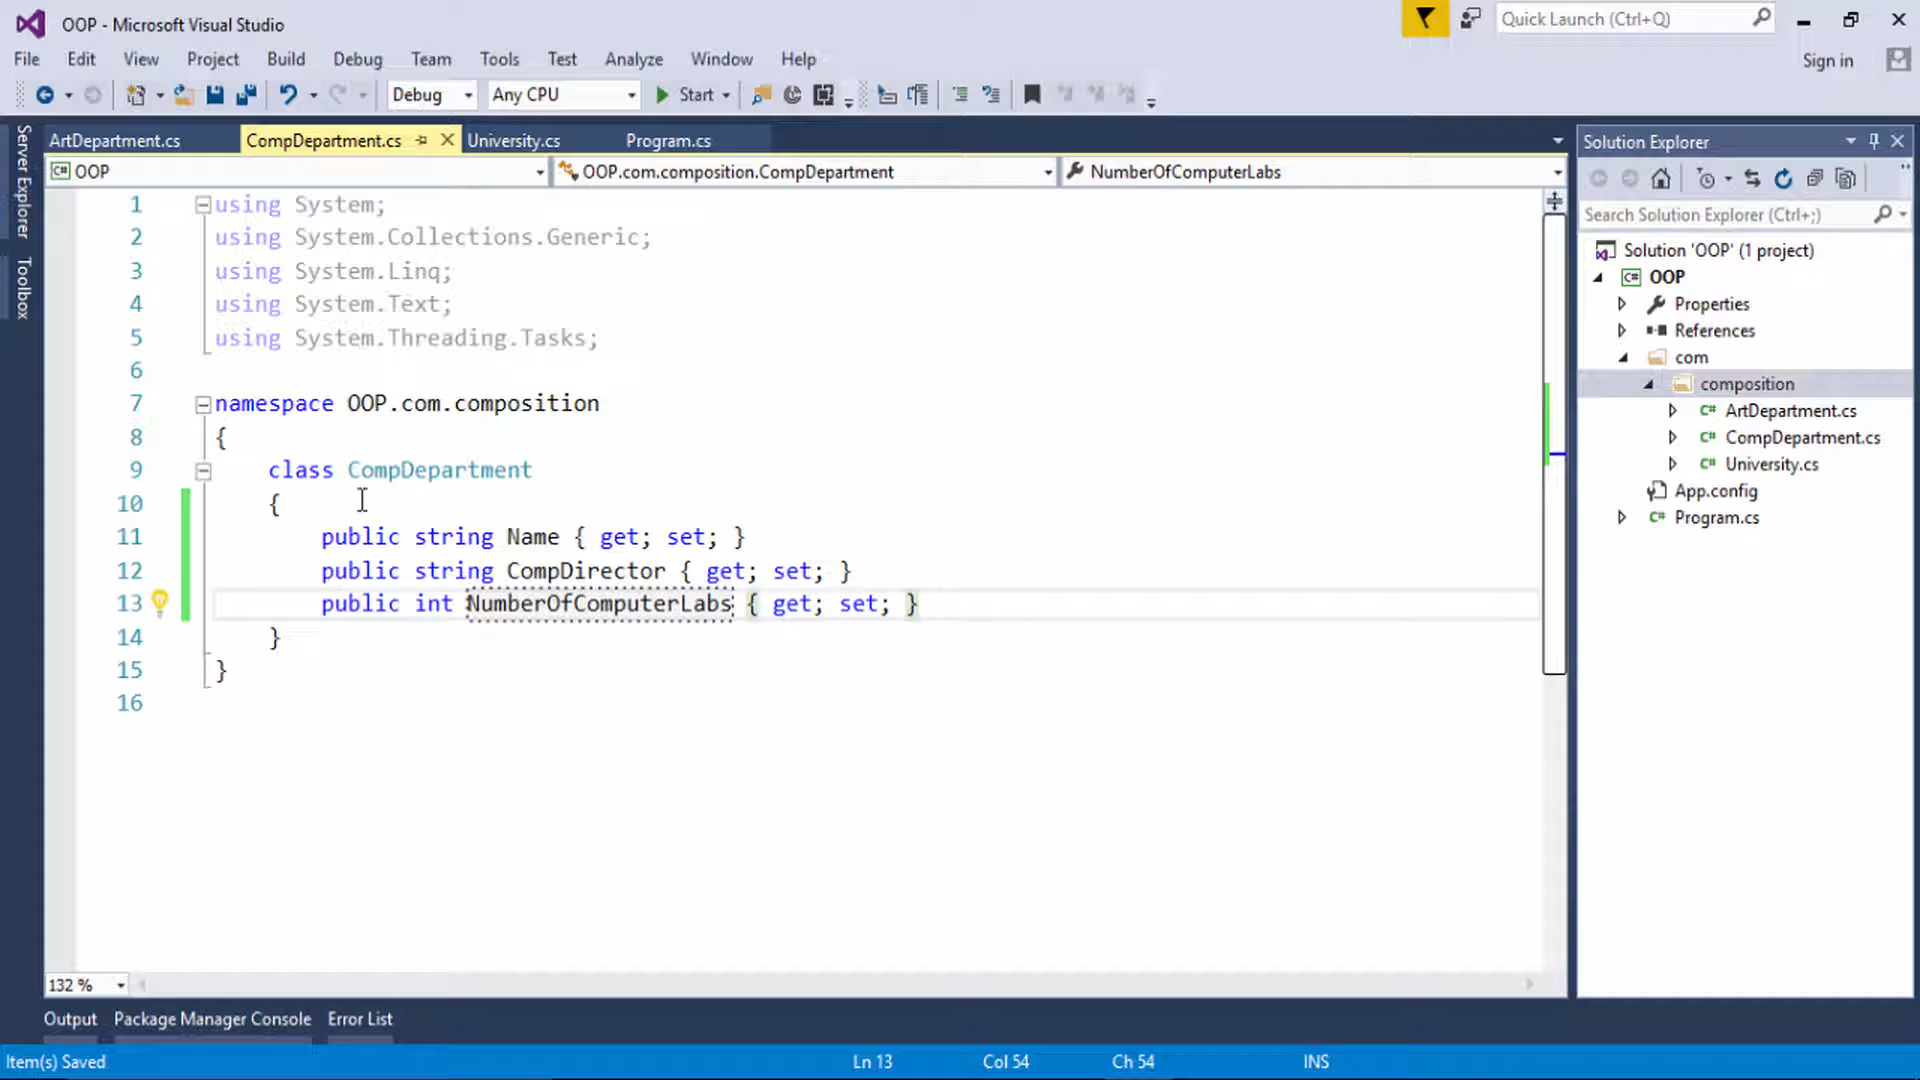 OOP - Microsoft Visual Studio
Quick Launch (Ctrl+Q)
File Edit View Project Build Debug Team Tools Test Analyze Window Help
Sign in
Debug Any CPU Start
Server Explorer
Toolbox
ArtDepartment.cs CompDepartment.cs University.cs Program.cs
OOP OOP.com.composition.CompDepartment NumberOfComputerLabs
1 using System;
2 using System.Collections.Generic;
3 using System.Linq;
4 using System.Text;
5 using System.Threading.Tasks;
6
7 namespace OOP.com.composition
8 {
9 class CompDepartment
10 {
11 public string Name { get; set; }
12 public string CompDirector { get; set; }
13 public int NumberOfComputerLabs { get; set; }
14 }
15 }
16
132 %
Solution Explorer
Search Solution Explorer (Ctrl+;)
Solution 'OOP' (1 project)
C# OOP
Properties
References
com
composition
C# ArtDepartment.cs
C# CompDepartment.cs
C# University.cs
App.config
C# Program.cs
Output Package Manager Console Error List
Item(s) Saved Ln 13 Col 54 Ch 54 INS